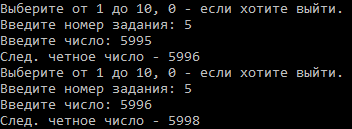 Выберите от 1 до 10, 0 - если хотите выйти.
Введите номер задания: 5
Введите число: 5995
След. четное число - 5996
Выберите от 1 до 10, 0 - если хотите выйти.
Введите номер задания: 5
Введите число: 5996
След. четное число - 5998